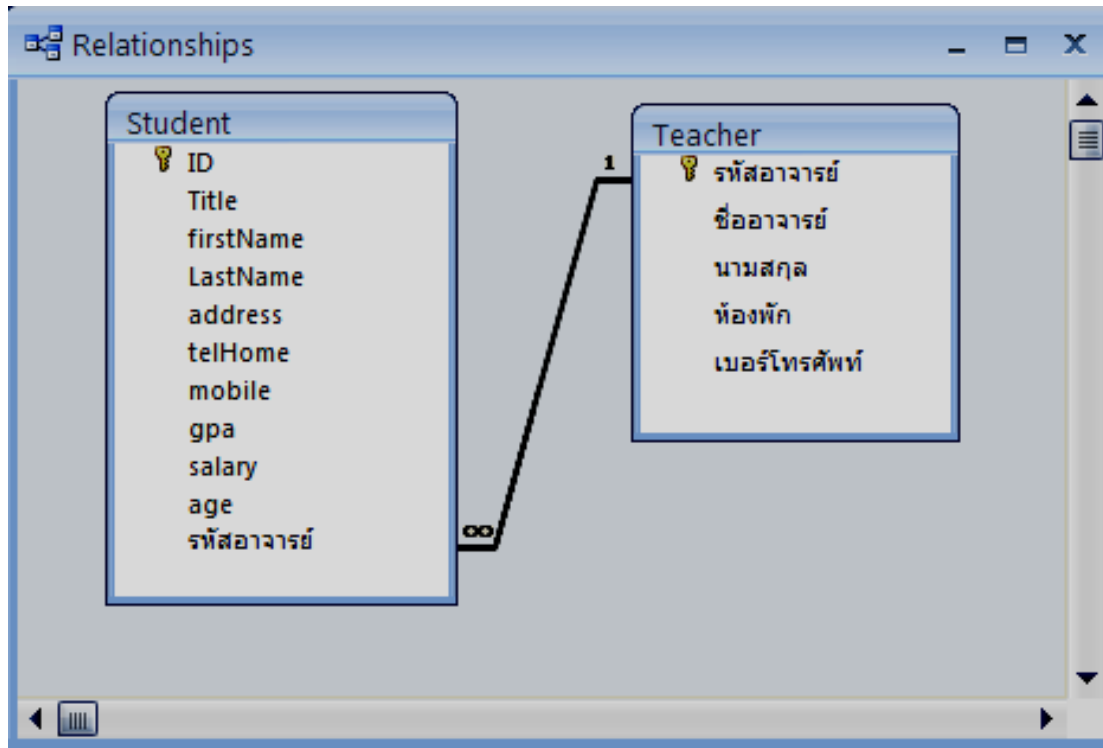 Relationships
Student
ID
Title
firstName
LastName
address
telHome
mobile
gpa
salary
age
รหัสอาจารย์
∞
1
Teacher
รหัสอาจารย์
ชื่ออาจารย์
นามสกุล
ห้องพัก
เบอร์โทรศัพท์